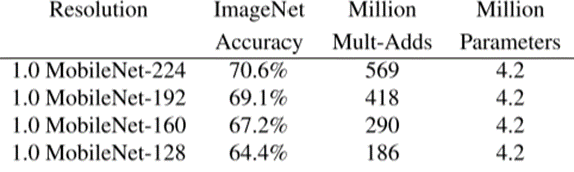 Resolution ImageNet Million Million
Accuracy Mult-Adds Parameters
1.0 MobileNet-224 70.6% 569 4.2
1.0 MobileNet-192 69.1% 418 4.2
1.0 MobileNet-160 67.2% 290 4.2
1.0 MobileNet-128 64.4% 186 4.2